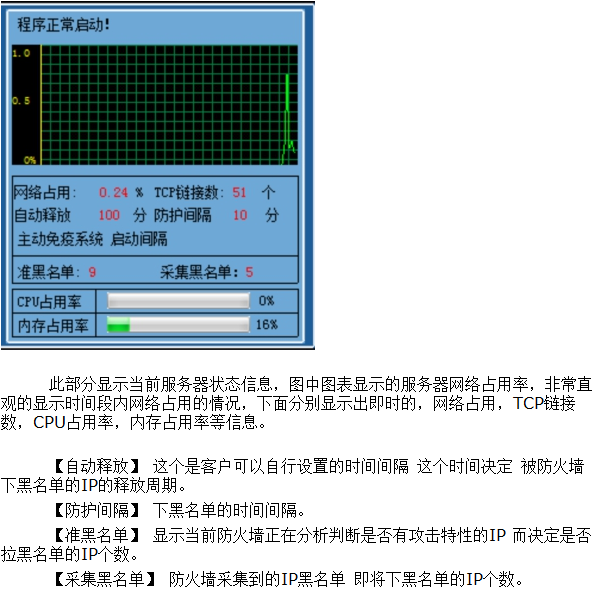 程序正常启动!
1.0
0.5
0%
网络占用: 0.24 % TCP链接数: 51 个
自动释放 100 分 防护间隔 10 分
主动免疫系统 启动间隔
准黑名单: 9 采集黑名单: 5
CPU占用率 0%
内存占用率 16%
此部分显示当前服务器状态信息，图中图表显示的服务器网络占用率，非常直
观的显示时间段内网络占用的情况，下面分别显示出即时的，网络占用，TCP链接
数，CPU占用率，内存占用率等信息。
【自动释放】 这个是客户可以自行设置的时间间隔 这个时间决定 被防火墙
下黑名单的IP的释放周期。
【防护间隔】 下黑名单的时间间隔。
【准黑名单】 显示当前防火墙正在分析判断是否有攻击特性的IP 而决定是否
拉黑名单的IP个数。
【采集黑名单】 防火墙采集到的IP黑名单 即将下黑名单的IP个数。